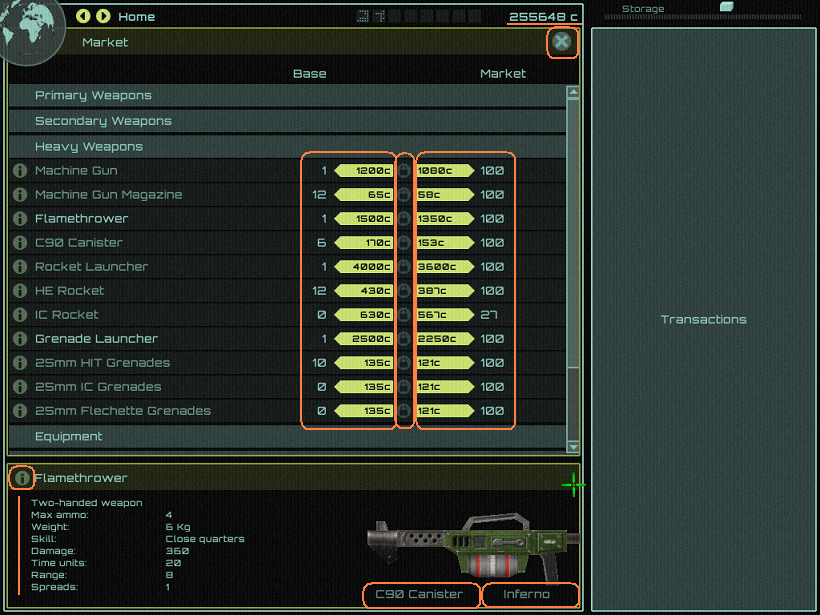 Home 255648 c Storage
Market
Base Market
Primary Weapons
Secondary Weapons
Heavy Weapons
Machine Gun 1 1200c 1080c 100
Machine Gun Magazine 12 65c 58c 100
Flamethrower 1 1500c 1350c 100
C90 Canister 6 170c 153c 100
Rocket Launcher 1 4000c 3600c 100
HE Rocket 12 430c 387c 100
IC Rocket 0 630c 567c 27
Grenade Launcher 1 2500c 2250c 100
25mm HIT Grenades 10 135c 121c 100
25mm IC Grenades 0 135c 121c 100
25mm Flechette Grenades 0 135c 121c 100
Equipment
Transactions
Flamethrower
Two-handed weapon
Max ammo: 4
Weight: 6 Kg
Skill: Close quarters
Damage: 360
Time units: 20
Range: 8
Spreads: 1
C90 Canister Inferno